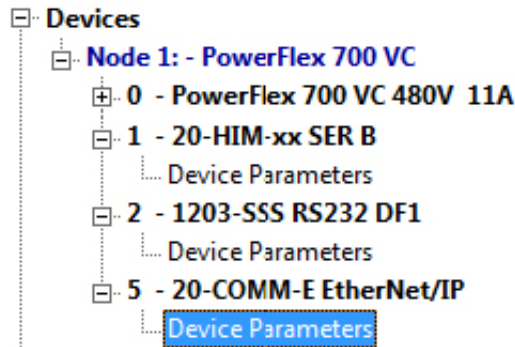 Devices
Node 1: - PowerFlex 700 VC
0 - PowerFlex 700 VC 480V 11A
1 - 20-HIM-xx SER B
Device Parameters
2 - 1203-SSS RS232 DF1
Device Parameters
5 - 20-COMM-E EtherNet/IP
Device Parameters